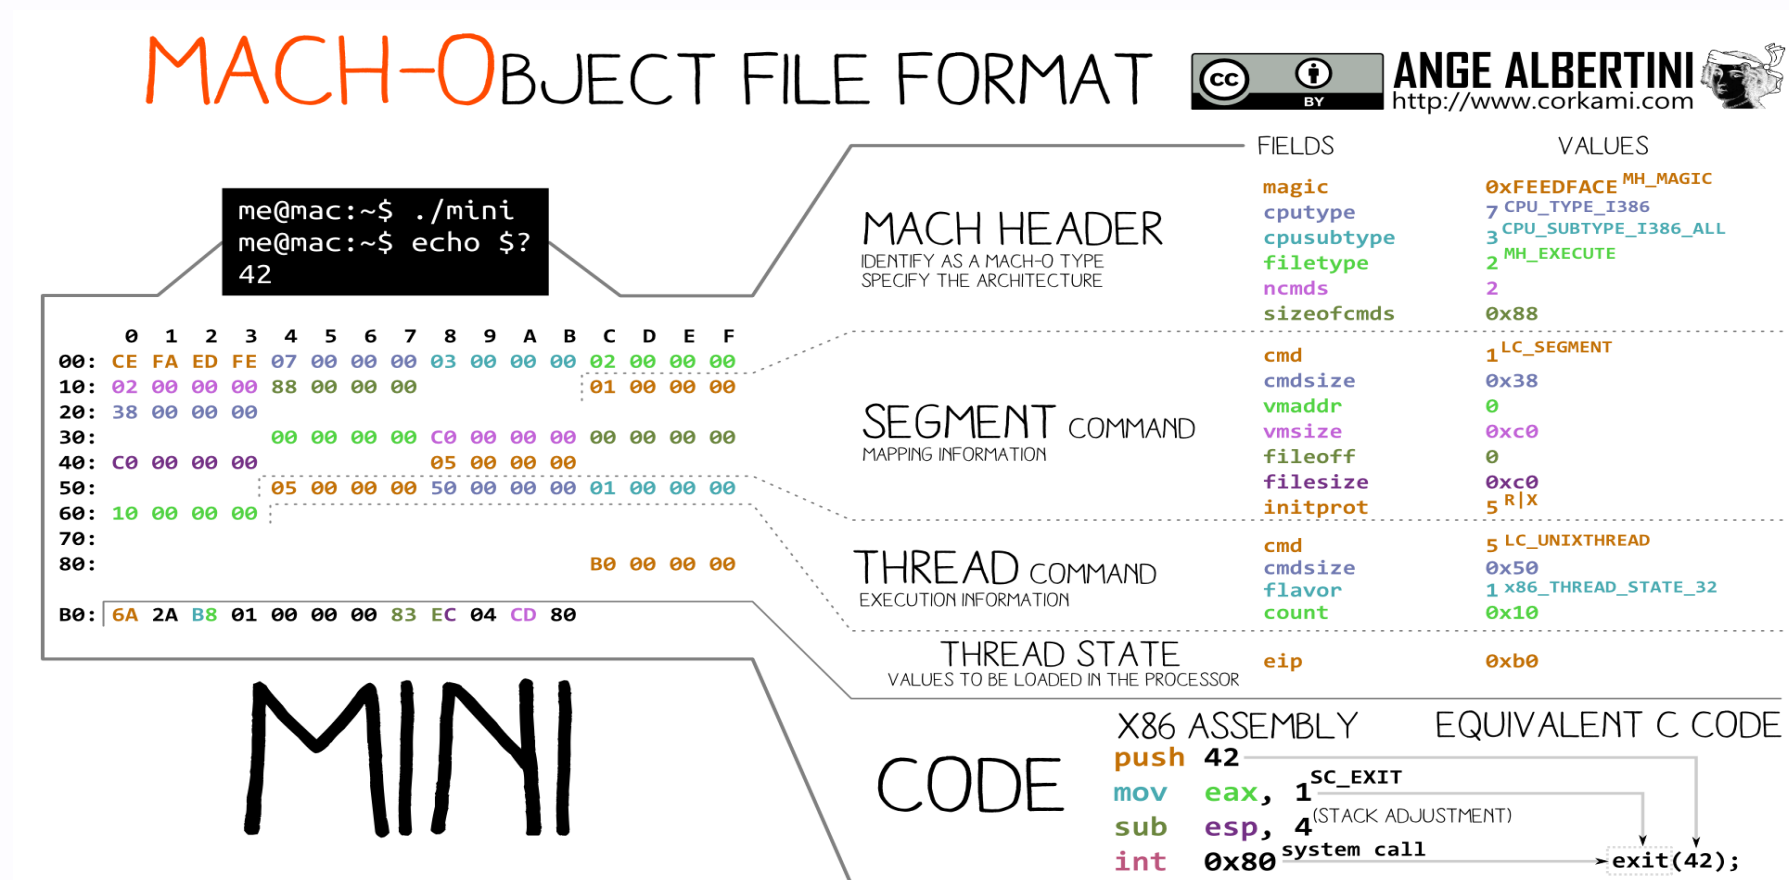 MACH-OBJECT FILE FORMAT
cc BY
ANGE ALBERTINI
http://www.corkami.com
me@mac:~$ ./mini
me@mac:~$ echo $?
42
0 1 2 3 4 5 6 7 8 9 A B C D E F
00: CE FA ED FE 07 00 00 00 03 00 00 00 02 00 00 00
10: 02 00 00 00 88 00 00 00 01 00 00 00
20: 38 00 00 00
30: 00 00 00 00 C0 00 00 00 00 00 00 00
40: C0 00 00 00 05 00 00 00
50: 05 00 00 00 50 00 00 00 01 00 00 00
60: 10 00 00 00
70:
80: B0 00 00 00
B0: 6A 2A B8 01 00 00 00 83 EC 04 CD 80
MINI
FIELDS VALUES
MACH HEADER
IDENTIFY AS A MACH-O TYPE
SPECIFY THE ARCHITECTURE
magic 0xFEEDFACE MH_MAGIC
cputype 7 CPU_TYPE_I386
cpusubtype 3 CPU_SUBTYPE_I386_ALL
filetype 2 MH_EXECUTE
ncmds 2
sizeofcmds 0x88
SEGMENT COMMAND
MAPPING INFORMATION
cmd 1 LC_SEGMENT
cmdsize 0x38
vmaddr 0
vmsize 0xc0
fileoff 0
filesize 0xc0
initprot 5 R|X
THREAD COMMAND
EXECUTION INFORMATION
cmd 5 LC_UNIXTHREAD
cmdsize 0x50
flavor 1 x86_THREAD_STATE_32
count 0x10
THREAD STATE
VALUES TO BE LOADED IN THE PROCESSOR
eip 0xb0
CODE
X86 ASSEMBLY EQUIVALENT C CODE
push 42
mov eax, 1 SC_EXIT
sub esp, 4 (STACK ADJUSTMENT)
int 0x80 system call
exit(42);